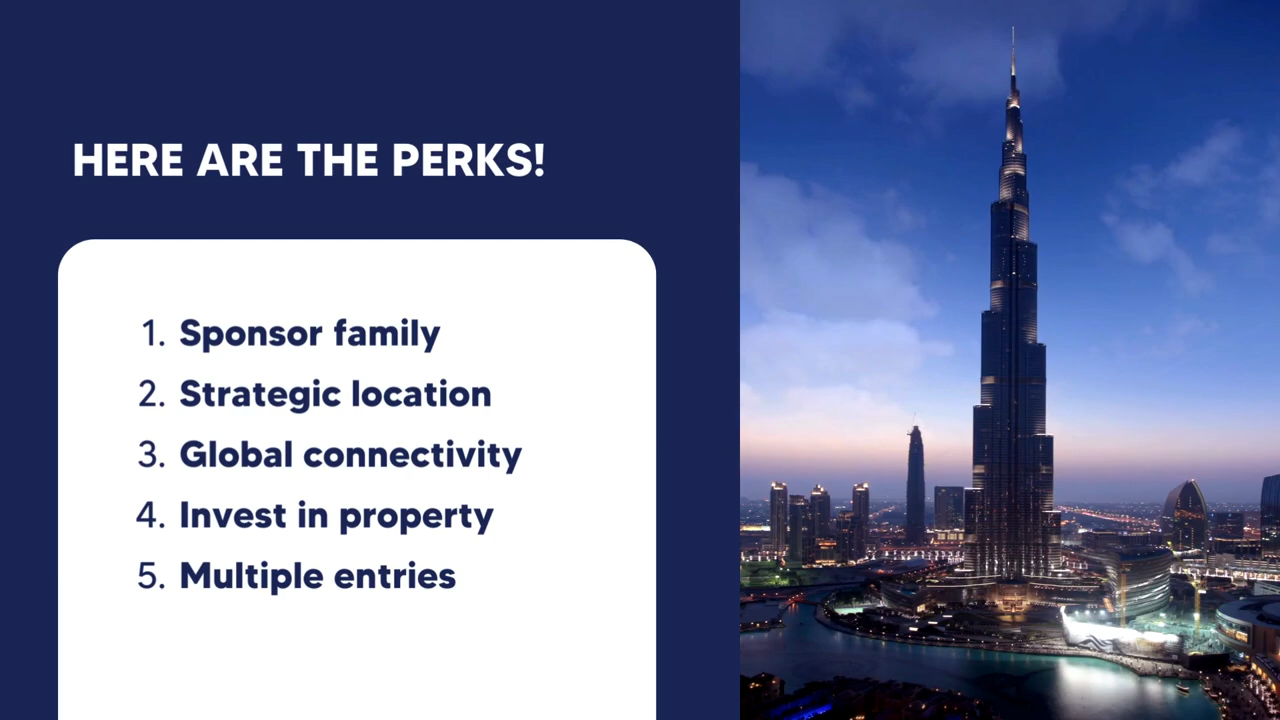 HERE ARE THE PERKS!
1. Sponsor family
2. Strategic location
3. Global connectivity
4. Invest in property
5. Multiple entries